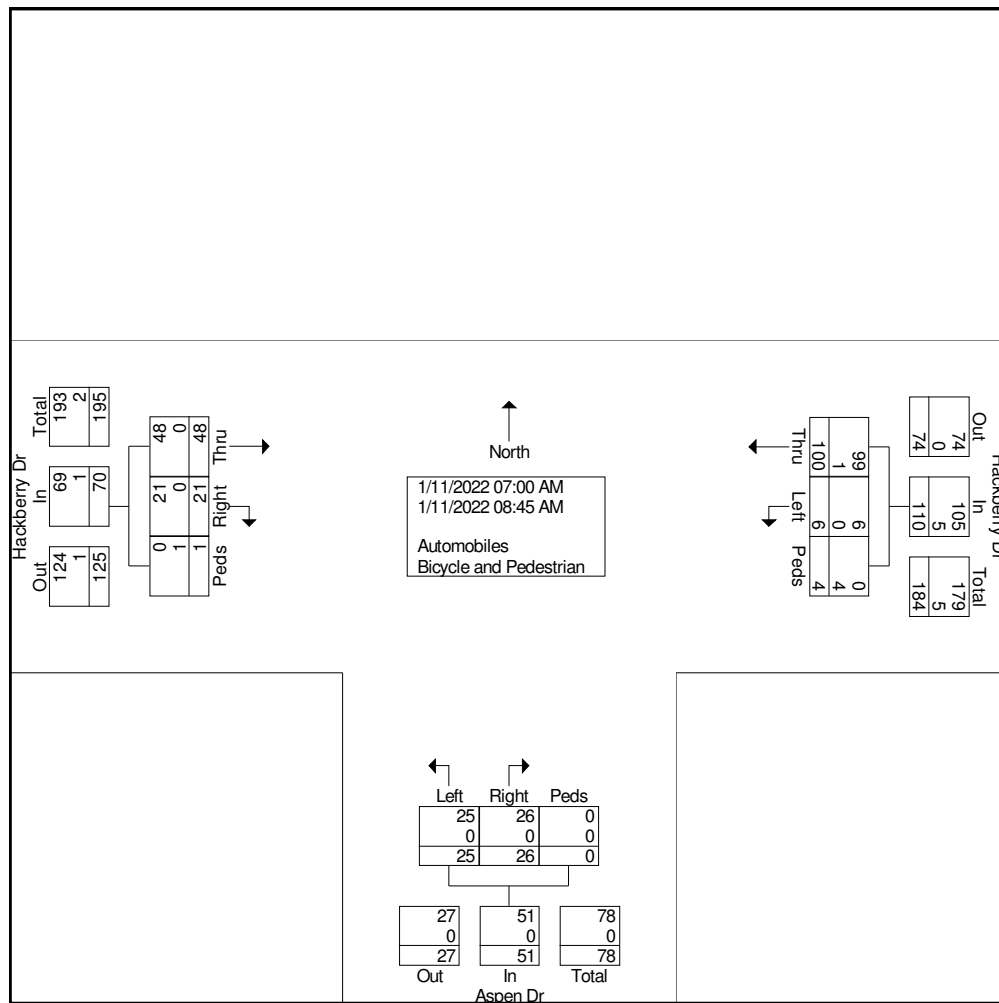 Hackberry Dr
Total
193
2
195
In
69
1
70
Out
124
1
125
Thru
48
0
48
Right
21
0
21
Peds
0
1
1
North
1/11/2022 07:00 AM
1/11/2022 08:45 AM
Automobiles
Bicycle and Pedestrian
Thru
99
1
100
Left
6
0
6
Peds
0
4
4
Out
74
0
74
In
105
5
110
Total
179
5
184
Hackberry Dr
Left Right Peds
25 26 0
0 0 0
25 26 0
27 51 78
0 0 0
27 51 78
Out In Total
Aspen Dr